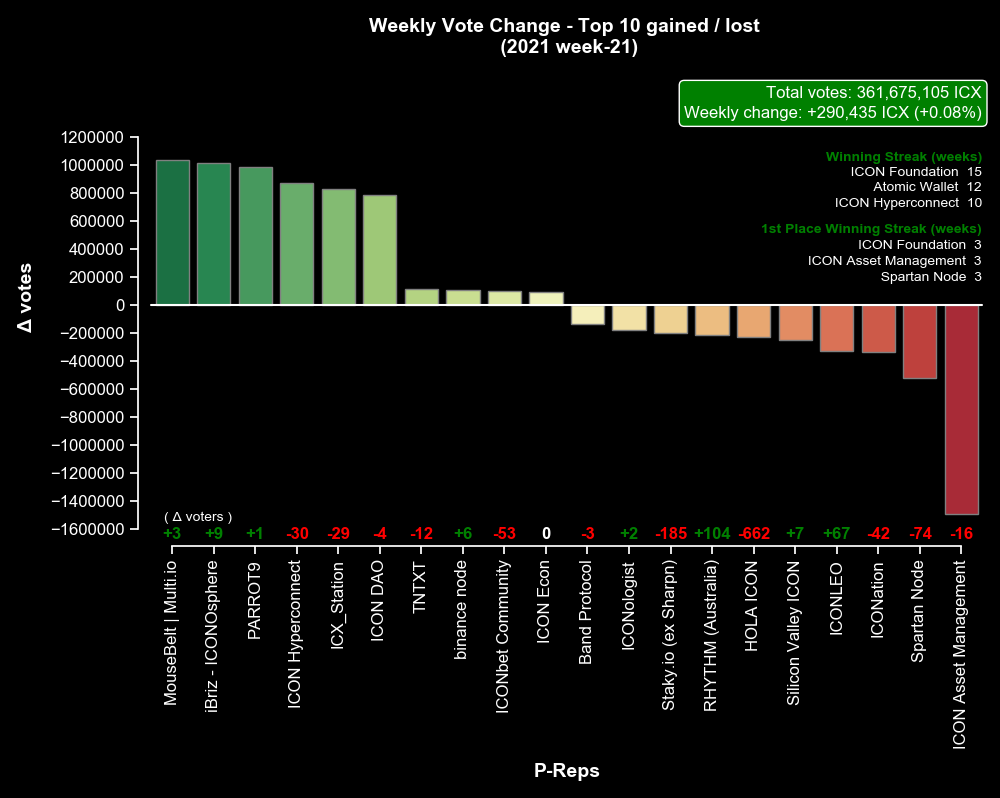 Weekly Vote Change - Top 10 gained / lost
(2021 week-21)
Total votes: 361,675,105 ICX
Weekly change: +290,435 ICX (+0.08%)
Winning Streak (weeks)
ICON Foundation 15
Atomic Wallet 12
ICON Hyperconnect 10
1st Place Winning Streak (weeks)
ICON Foundation 3
ICON Asset Management 3
Spartan Node 3
Δ votes
1200000
1000000
800000
600000
400000
200000
0
−200000
−400000
−600000
−800000
−1000000
−1200000
−1400000
−1600000
( Δ voters )
+3 +9 +1 -30 -29 -4 -12 +6 -53 0 -3 +2 -185 +104 -662 +7 +67 -42 -74 -16
MouseBelt | Multi.io
iBriz - ICONOsphere
PARROT9
ICON Hyperconnect
ICX_Station
ICON DAO
TNTXT
binance node
ICONbet Community
ICON Econ
Band Protocol
ICONologist
Staky.io (ex Sharpn)
RHYTHM (Australia)
HOLA ICON
Silicon Valley ICON
ICONLEO
ICONation
Spartan Node
ICON Asset Management
P-Reps